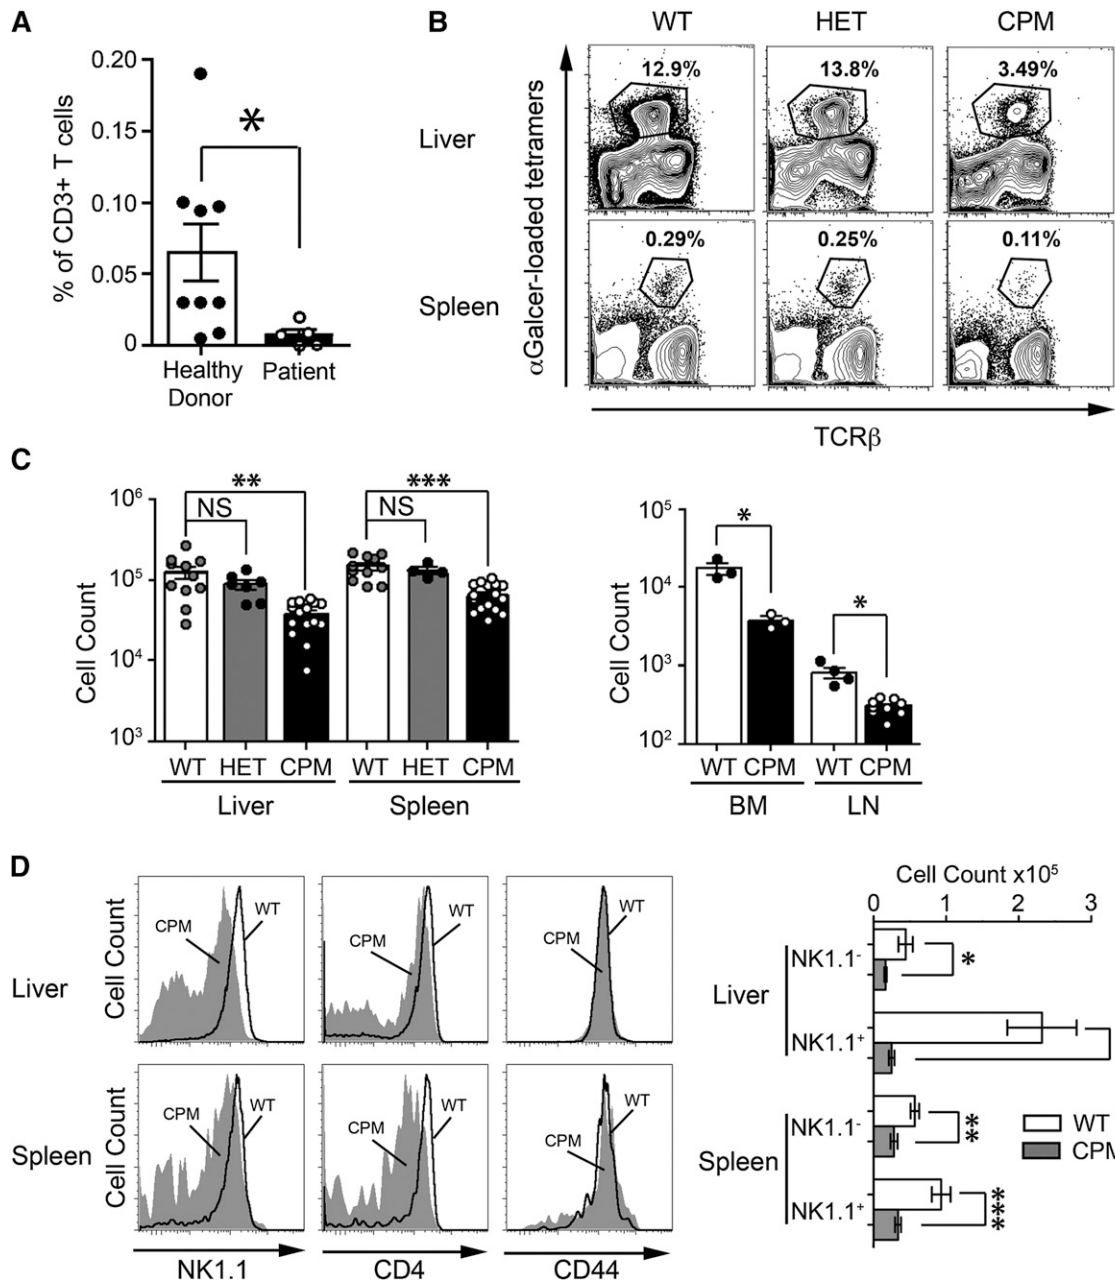 A
% of CD3+ T cells
0.20
0.15
0.10
0.05
0
*
Healthy
Donor
Patient
B
WT HET CPM
αGalcer-loaded tetramers
Liver
12.9% 13.8% 3.49%
Spleen
0.29% 0.25% 0.11%
TCRβ
C
Cell Count
10⁶
10⁵
10⁴
10³
** ***
NS NS
WT HET CPM WT HET CPM
Liver Spleen
Cell Count
10⁵
10⁴
10³
10²
* *
WT CPM WT CPM
BM LN
D
Liver
Cell Count
CPM WT
CPM WT
CPM WT
Spleen
Cell Count
CPM WT
CPM WT
CPM WT
NK1.1 CD4 CD44
Cell Count x10⁵
0 1 2 3
Liver
NK1.1⁻ *
NK1.1⁺
Spleen
NK1.1⁻ **
NK1.1⁺ ***
WT
CPM